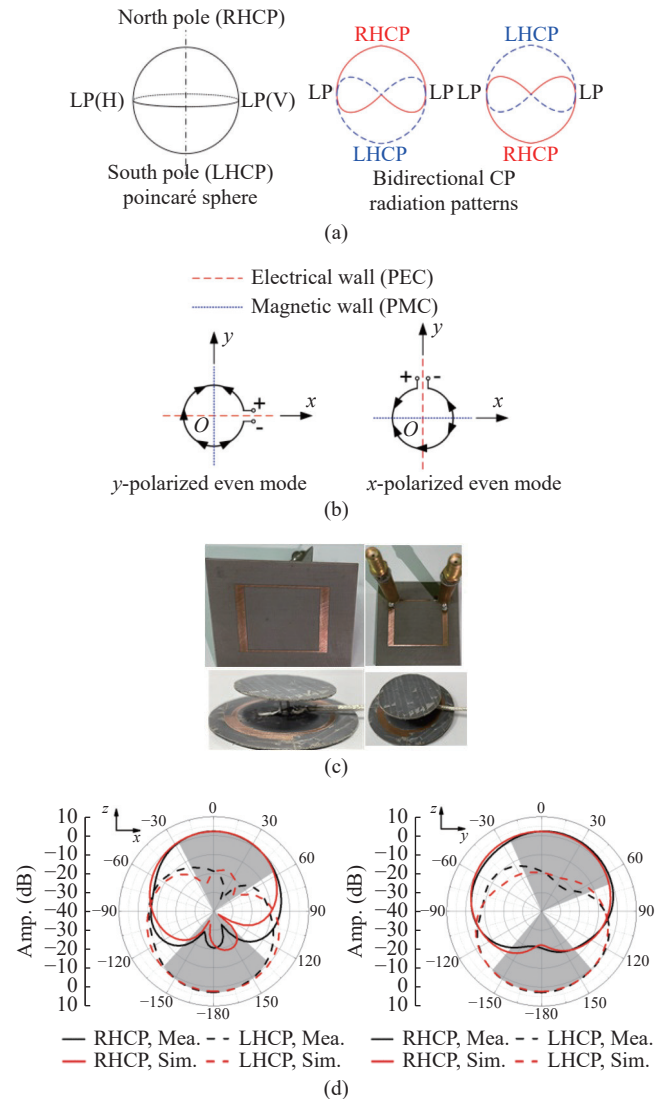 North pole (RHCP)
LP(H)
LP(V)
South pole (LHCP)
poincaré sphere
RHCP
LP
LP
LHCP
LHCP
LP
LP
RHCP
Bidirectional CP
radiation patterns
(a)
Electrical wall (PEC)
Magnetic wall (PMC)
y
+
x
O
-
y-polarized even mode
y
+ -
x
O
x-polarized even mode
(b)
(c)
10
0
−10
−20
−30
−40
−30
−20
−10
0
10
Amp. (dB)
z
x
0
30
60
90
120
150
−180
−150
−120
−90
−60
−30
RHCP, Mea. LHCP, Mea.
RHCP, Sim. LHCP, Sim.
10
0
−10
−20
−30
−40
−30
−20
−10
0
10
Amp. (dB)
z
y
0
30
60
90
120
150
−180
−150
−120
−90
−60
−30
RHCP, Mea. LHCP, Mea.
RHCP, Sim. LHCP, Sim.
(d)